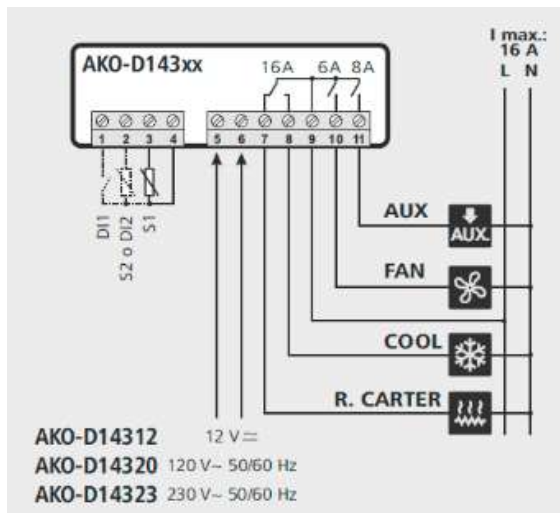 I max.:
16 A
L N
AKO-D143xx
16A 6A 8A
1 2 3 4 5 6 7 8 9 10 11
DI1
S2 o DI2
S1
AUX
AUX.
FAN
COOL
R. CARTER
AKO-D14312 12 V⎓
AKO-D14320 120 V~ 50/60 Hz
AKO-D14323 230 V~ 50/60 Hz